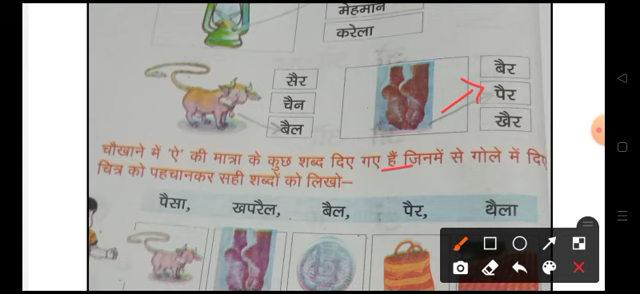 मेहमान
करेला
सैर
चैन
बैल
बैर
पैर
खैर
चौखाने में 'ऐ' की मात्रा के कुछ शब्द दिए गए हैं जिनमें से गोले में दिए
चित्र को पहचानकर सही शब्दों को लिखो–
पैसा, खपरैल, बैल, पैर, थैला